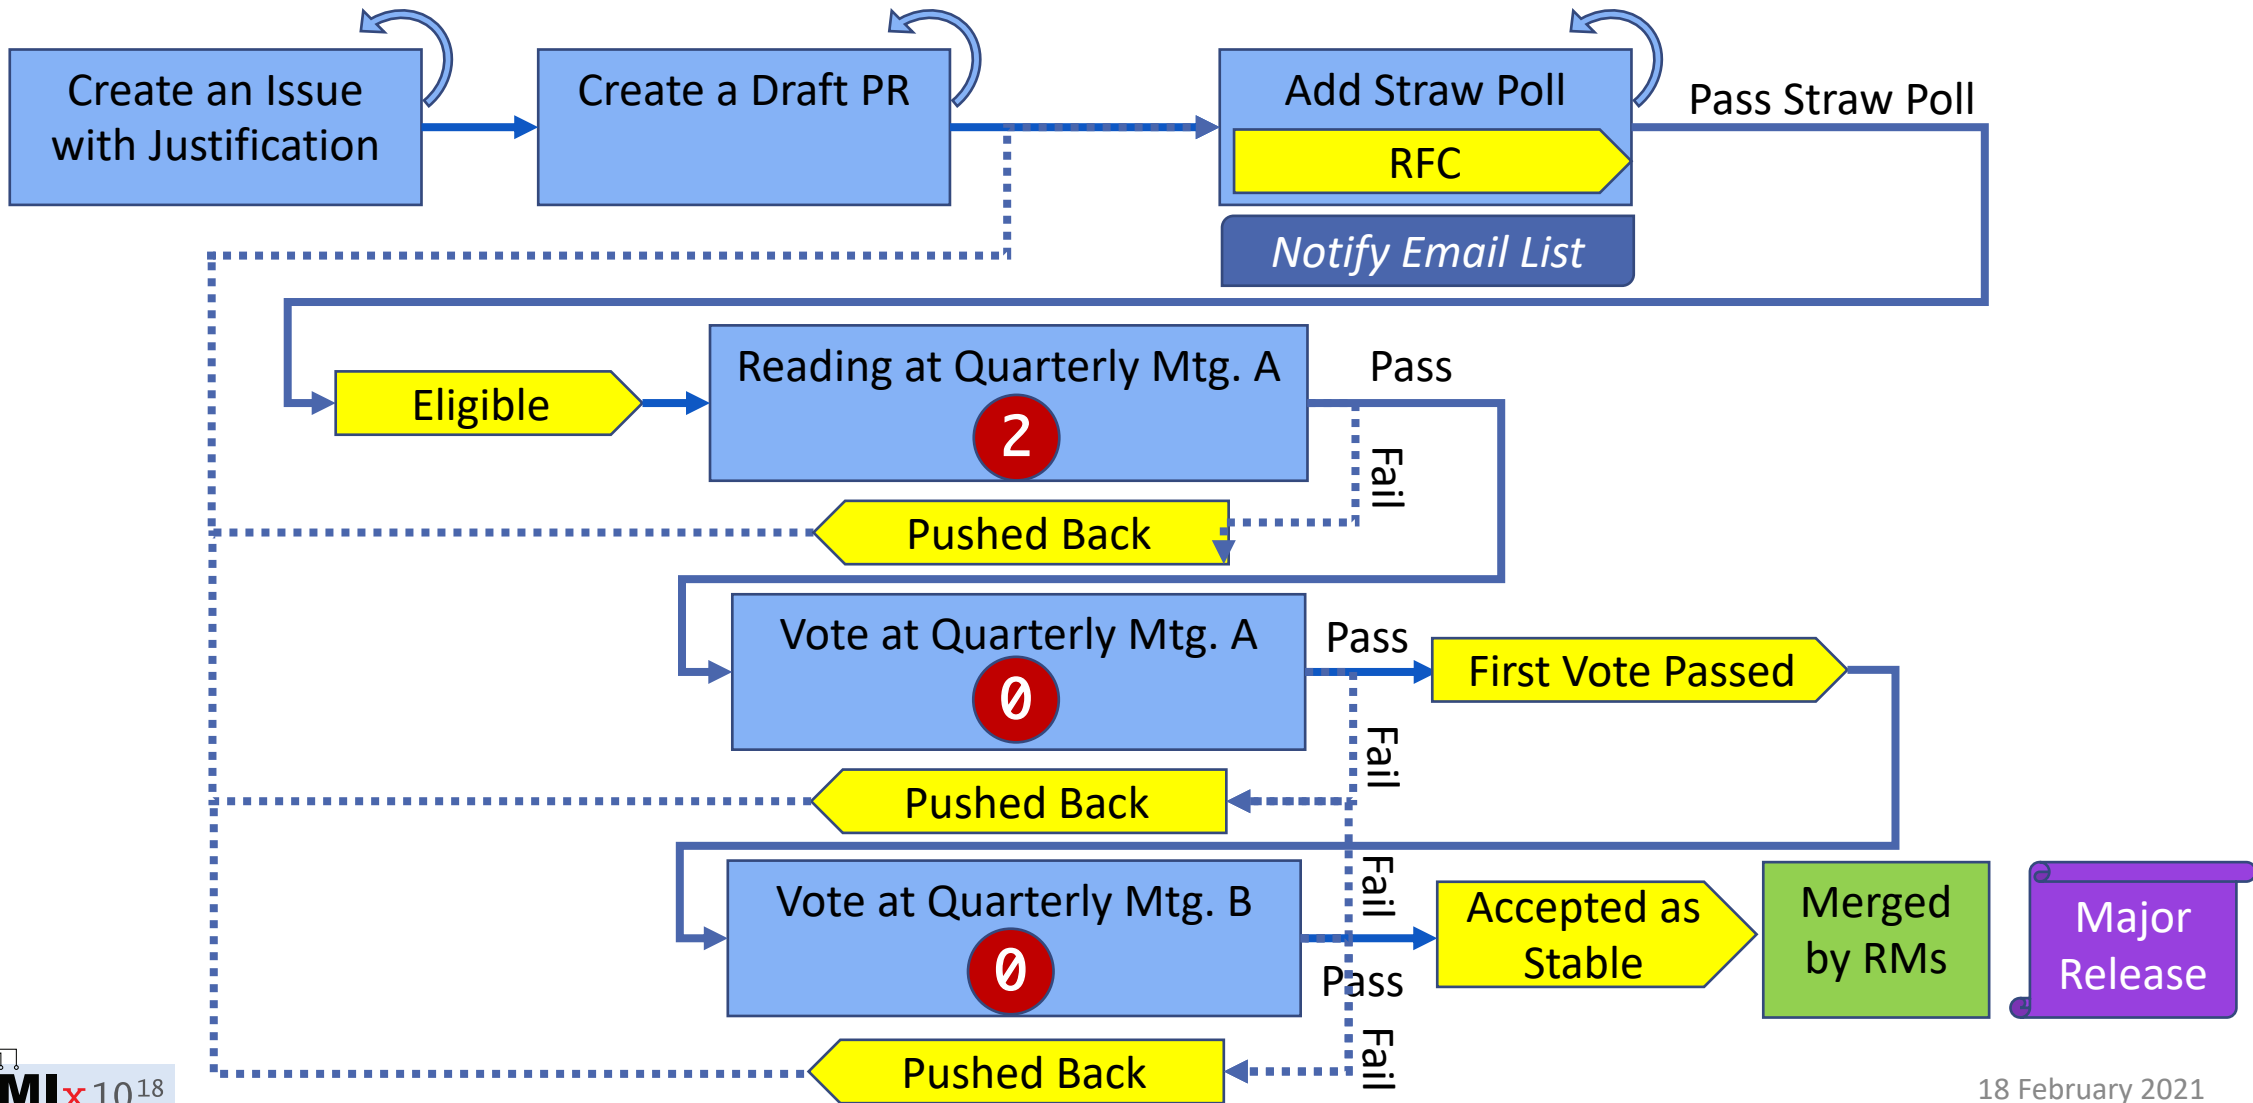 Create an Issue
with Justification
Create a Draft PR
Add Straw Poll
RFC
Notify Email List
Pass Straw Poll
Eligible
Reading at Quarterly Mtg. A
2
Pass
Fail
Pushed Back
Vote at Quarterly Mtg. A
0
Pass
First Vote Passed
Fail
Pushed Back
Vote at Quarterly Mtg. B
0
Fail
Pass
Accepted as
Stable
Merged
by RMs
Major
Release
Pushed Back
Fail
MI x 10 18
18 February 2021